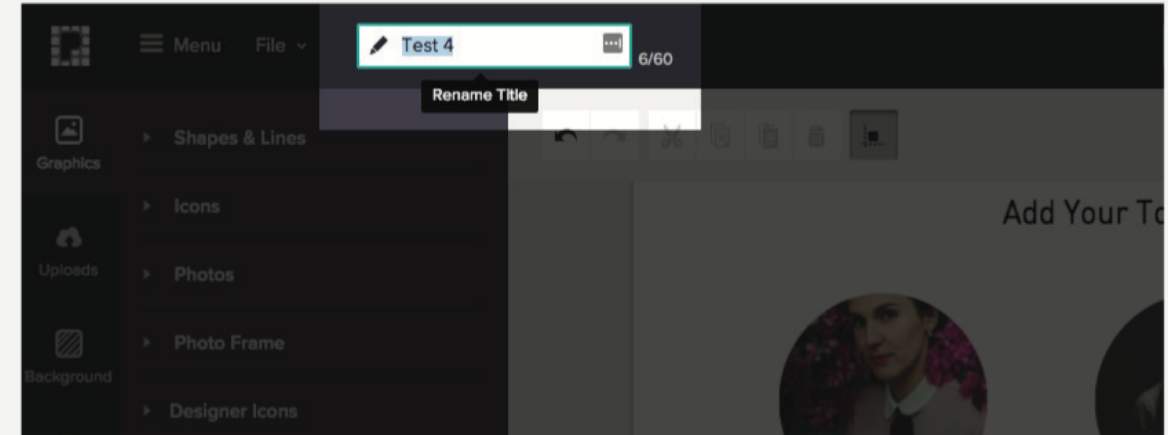 Menu File
Test 4
6/60
Rename Title
Graphics
Uploads
Background
Shapes & Lines
Icons
Photos
Photo Frame
Designer Icons
Add Your